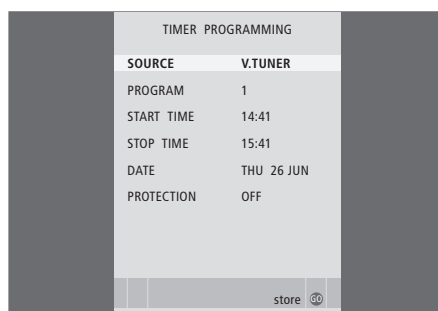 TIMER PROGRAMMING
SOURCE V.TUNER
PROGRAM 1
START TIME 14:41
STOP TIME 15:41
DATE THU 26 JUN
PROTECTION OFF
store GO